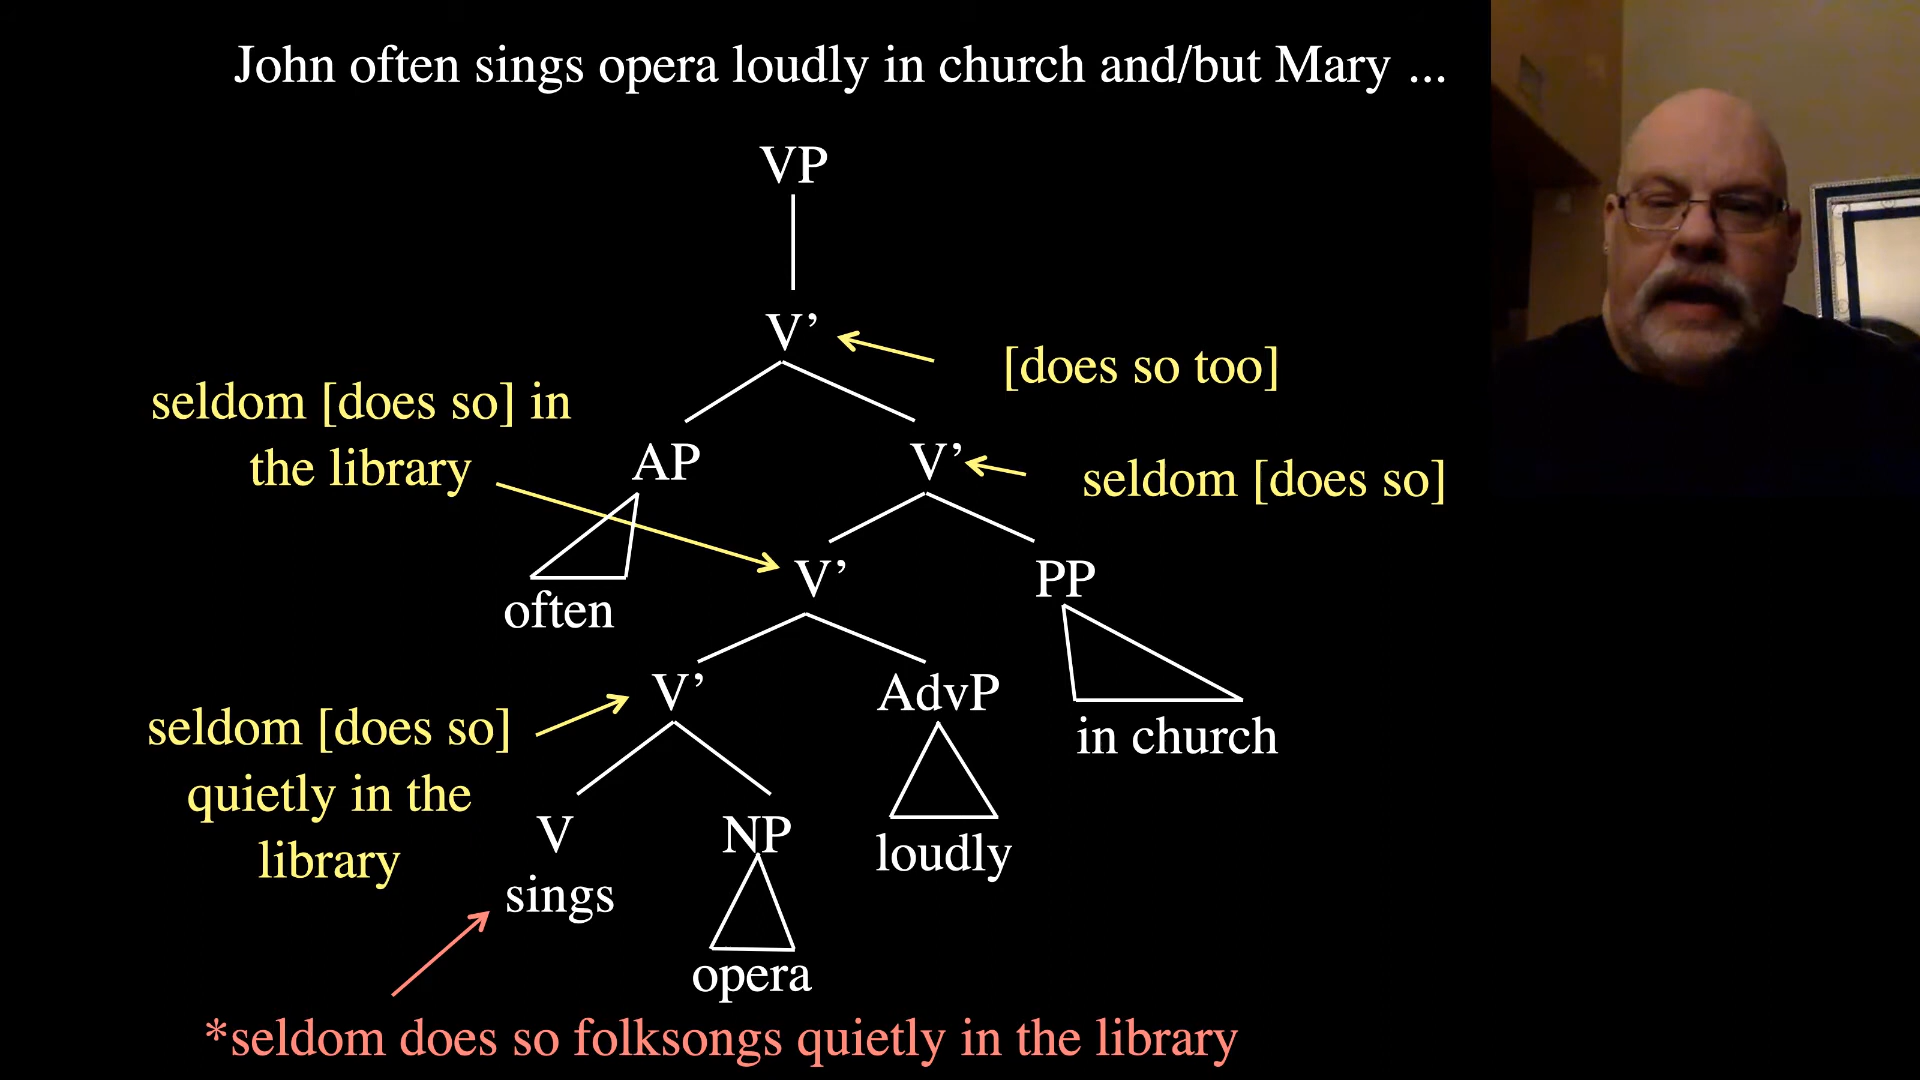 John often sings opera loudly in church and/but Mary ...
VP
V’
[does so too]
seldom [does so] in
the library
AP
V’
seldom [does so]
often
V’
PP
in church
seldom [does so]
quietly in the
library
V’
AdvP
loudly
V
sings
NP
opera
*seldom does so folksongs quietly in the library